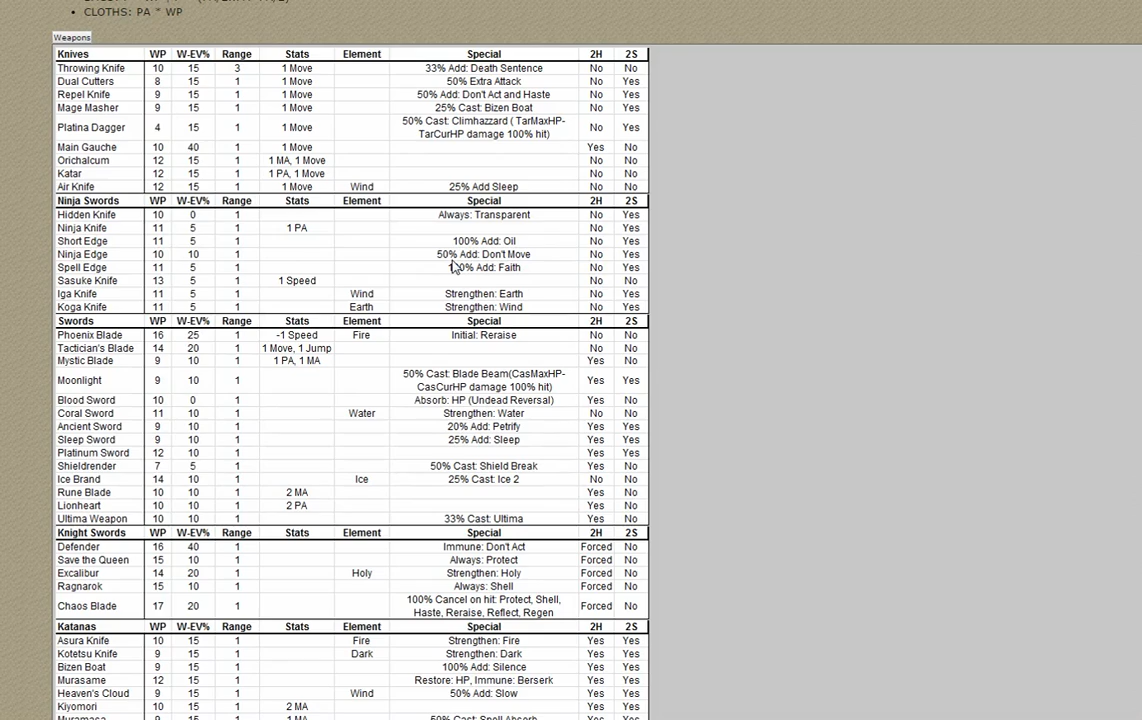 • CLOTHS: PA * WP
Weapons
Knives WP W-EV% Range Stats Element Special 2H 2S
Throwing Knife 10 15 3 1 Move 33% Add: Death Sentence No No
Dual Cutters 8 15 1 1 Move 50% Extra Attack No Yes
Repel Knife 9 15 1 1 Move 50% Add: Don't Act and Haste No Yes
Mage Masher 9 15 1 1 Move 25% Cast: Bizen Boat No Yes
50% Cast: Climhazzard ( TarMaxHP-
Platina Dagger 4 15 1 1 Move No Yes
TarCurHP damage 100% hit)
Main Gauche 10 40 1 1 Move Yes No
Orichalcum 12 15 1 1 MA, 1 Move No No
Katar 12 15 1 1 PA, 1 Move No No
Air Knife 12 15 1 1 Move Wind 25% Add Sleep No No
Ninja Swords WP W-EV% Range Stats Element Special 2H 2S
Hidden Knife 10 0 1 Always: Transparent No Yes
Ninja Knife 11 5 1 1 PA No Yes
Short Edge 11 5 1 100% Add: Oil No Yes
Ninja Edge 10 10 1 50% Add: Don't Move No Yes
Spell Edge 11 5 1 Add: Faith No Yes
Sasuke Knife 13 5 1 1 Speed No No
Iga Knife 11 5 1 Wind Strengthen: Earth No Yes
Koga Knife 11 5 1 Earth Strengthen: Wind No Yes
Swords WP W-EV% Range Stats Element Special 2H 2S
Phoenix Blade 16 25 1 -1 Speed Fire Initial: Reraise No No
Tactician's Blade 14 20 1 1 Move, 1 Jump No No
Mystic Blade 9 10 1 1 PA, 1 MA Yes No
50% Cast: Blade Beam(CasMaxHP-
Moonlight 9 10 1 Yes Yes
CasCurHP damage 100% hit)
Blood Sword 10 0 1 Absorb: HP (Undead Reversal) Yes No
Coral Sword 11 10 1 Water Strengthen: Water No No
Ancient Sword 9 10 1 20% Add: Petrify Yes Yes
Sleep Sword 9 10 1 25% Add: Sleep Yes Yes
Platinum Sword 12 10 1 Yes Yes
Shieldrender 7 5 1 50% Cast: Shield Break Yes No
Ice Brand 14 10 1 Ice 25% Cast: Ice 2 No No
Rune Blade 10 10 1 2 MA Yes No
Lionheart 10 10 1 2 PA Yes No
Ultima Weapon 10 10 1 33% Cast: Ultima Yes No
Knight Swords WP W-EV% Range Stats Element Special 2H 2S
Defender 16 40 1 Immune: Don't Act Forced No
Save the Queen 15 10 1 Always: Protect Forced No
Excalibur 14 20 1 Holy Strengthen: Holy Forced No
Ragnarok 15 10 1 Always: Shell Forced No
100% Cancel on hit: Protect, Shell,
Chaos Blade 17 20 1 Forced No
Haste, Reraise, Reflect, Regen
Katanas WP W-EV% Range Stats Element Special 2H 2S
Asura Knife 10 15 1 Fire Strengthen: Fire Yes Yes
Kotetsu Knife 9 15 1 Dark Strengthen: Dark Yes Yes
Bizen Boat 9 15 1 100% Add: Silence Yes Yes
Murasame 12 15 1 Restore: HP, Immune: Berserk Yes Yes
Heaven's Cloud 9 15 1 Wind 50% Add: Slow Yes Yes
Kiyomori 10 15 1 2 MA Yes Yes
Muramasa 9 15 1 1 MA 50% Cast: Spell Absorb Yes Yes